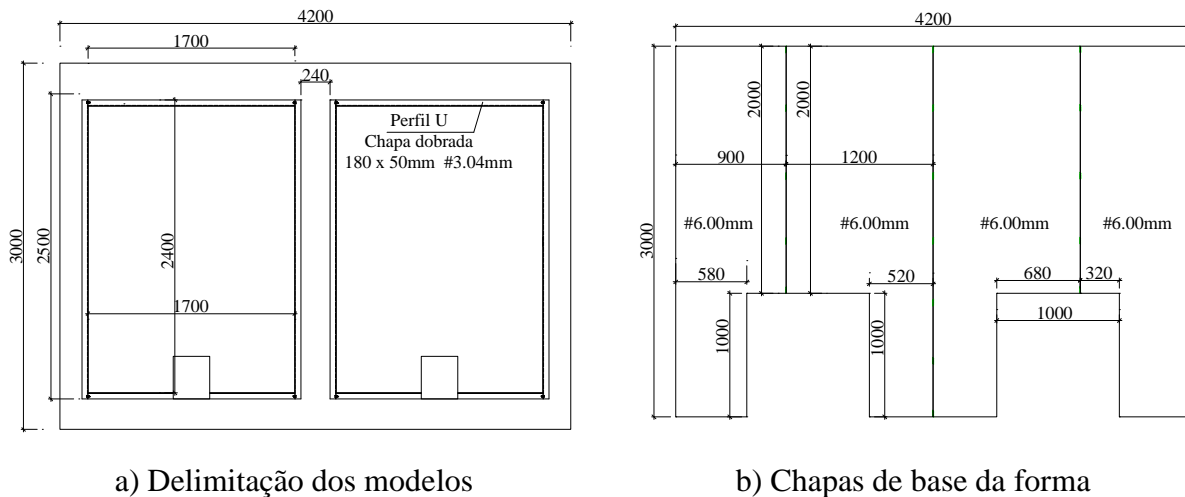 4200
1700
240
Perfil U
Chapa dobrada
180 x 50mm #3.04mm
3000
2500
2400
1700
a) Delimitação dos modelos
4200
2000
2000
900
1200
3000
#6.00mm
#6.00mm
#6.00mm
#6.00mm
580
520
680
320
1000
1000
1000
b) Chapas de base da forma